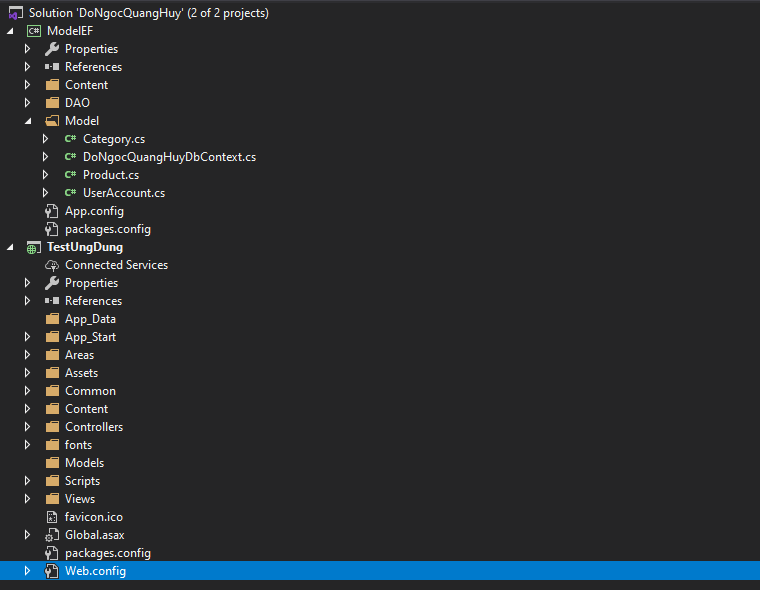 Solution 'DoNgocQuangHuy' (2 of 2 projects)
C# ModelEF
Properties
References
Content
DAO
Model
C# Category.cs
C# DoNgocQuangHuyDbContext.cs
C# Product.cs
C# UserAccount.cs
App.config
packages.config
TestUngDung
Connected Services
Properties
References
App_Data
App_Start
Areas
Assets
Common
Content
Controllers
fonts
Models
Scripts
Views
favicon.ico
Global.asax
packages.config
Web.config